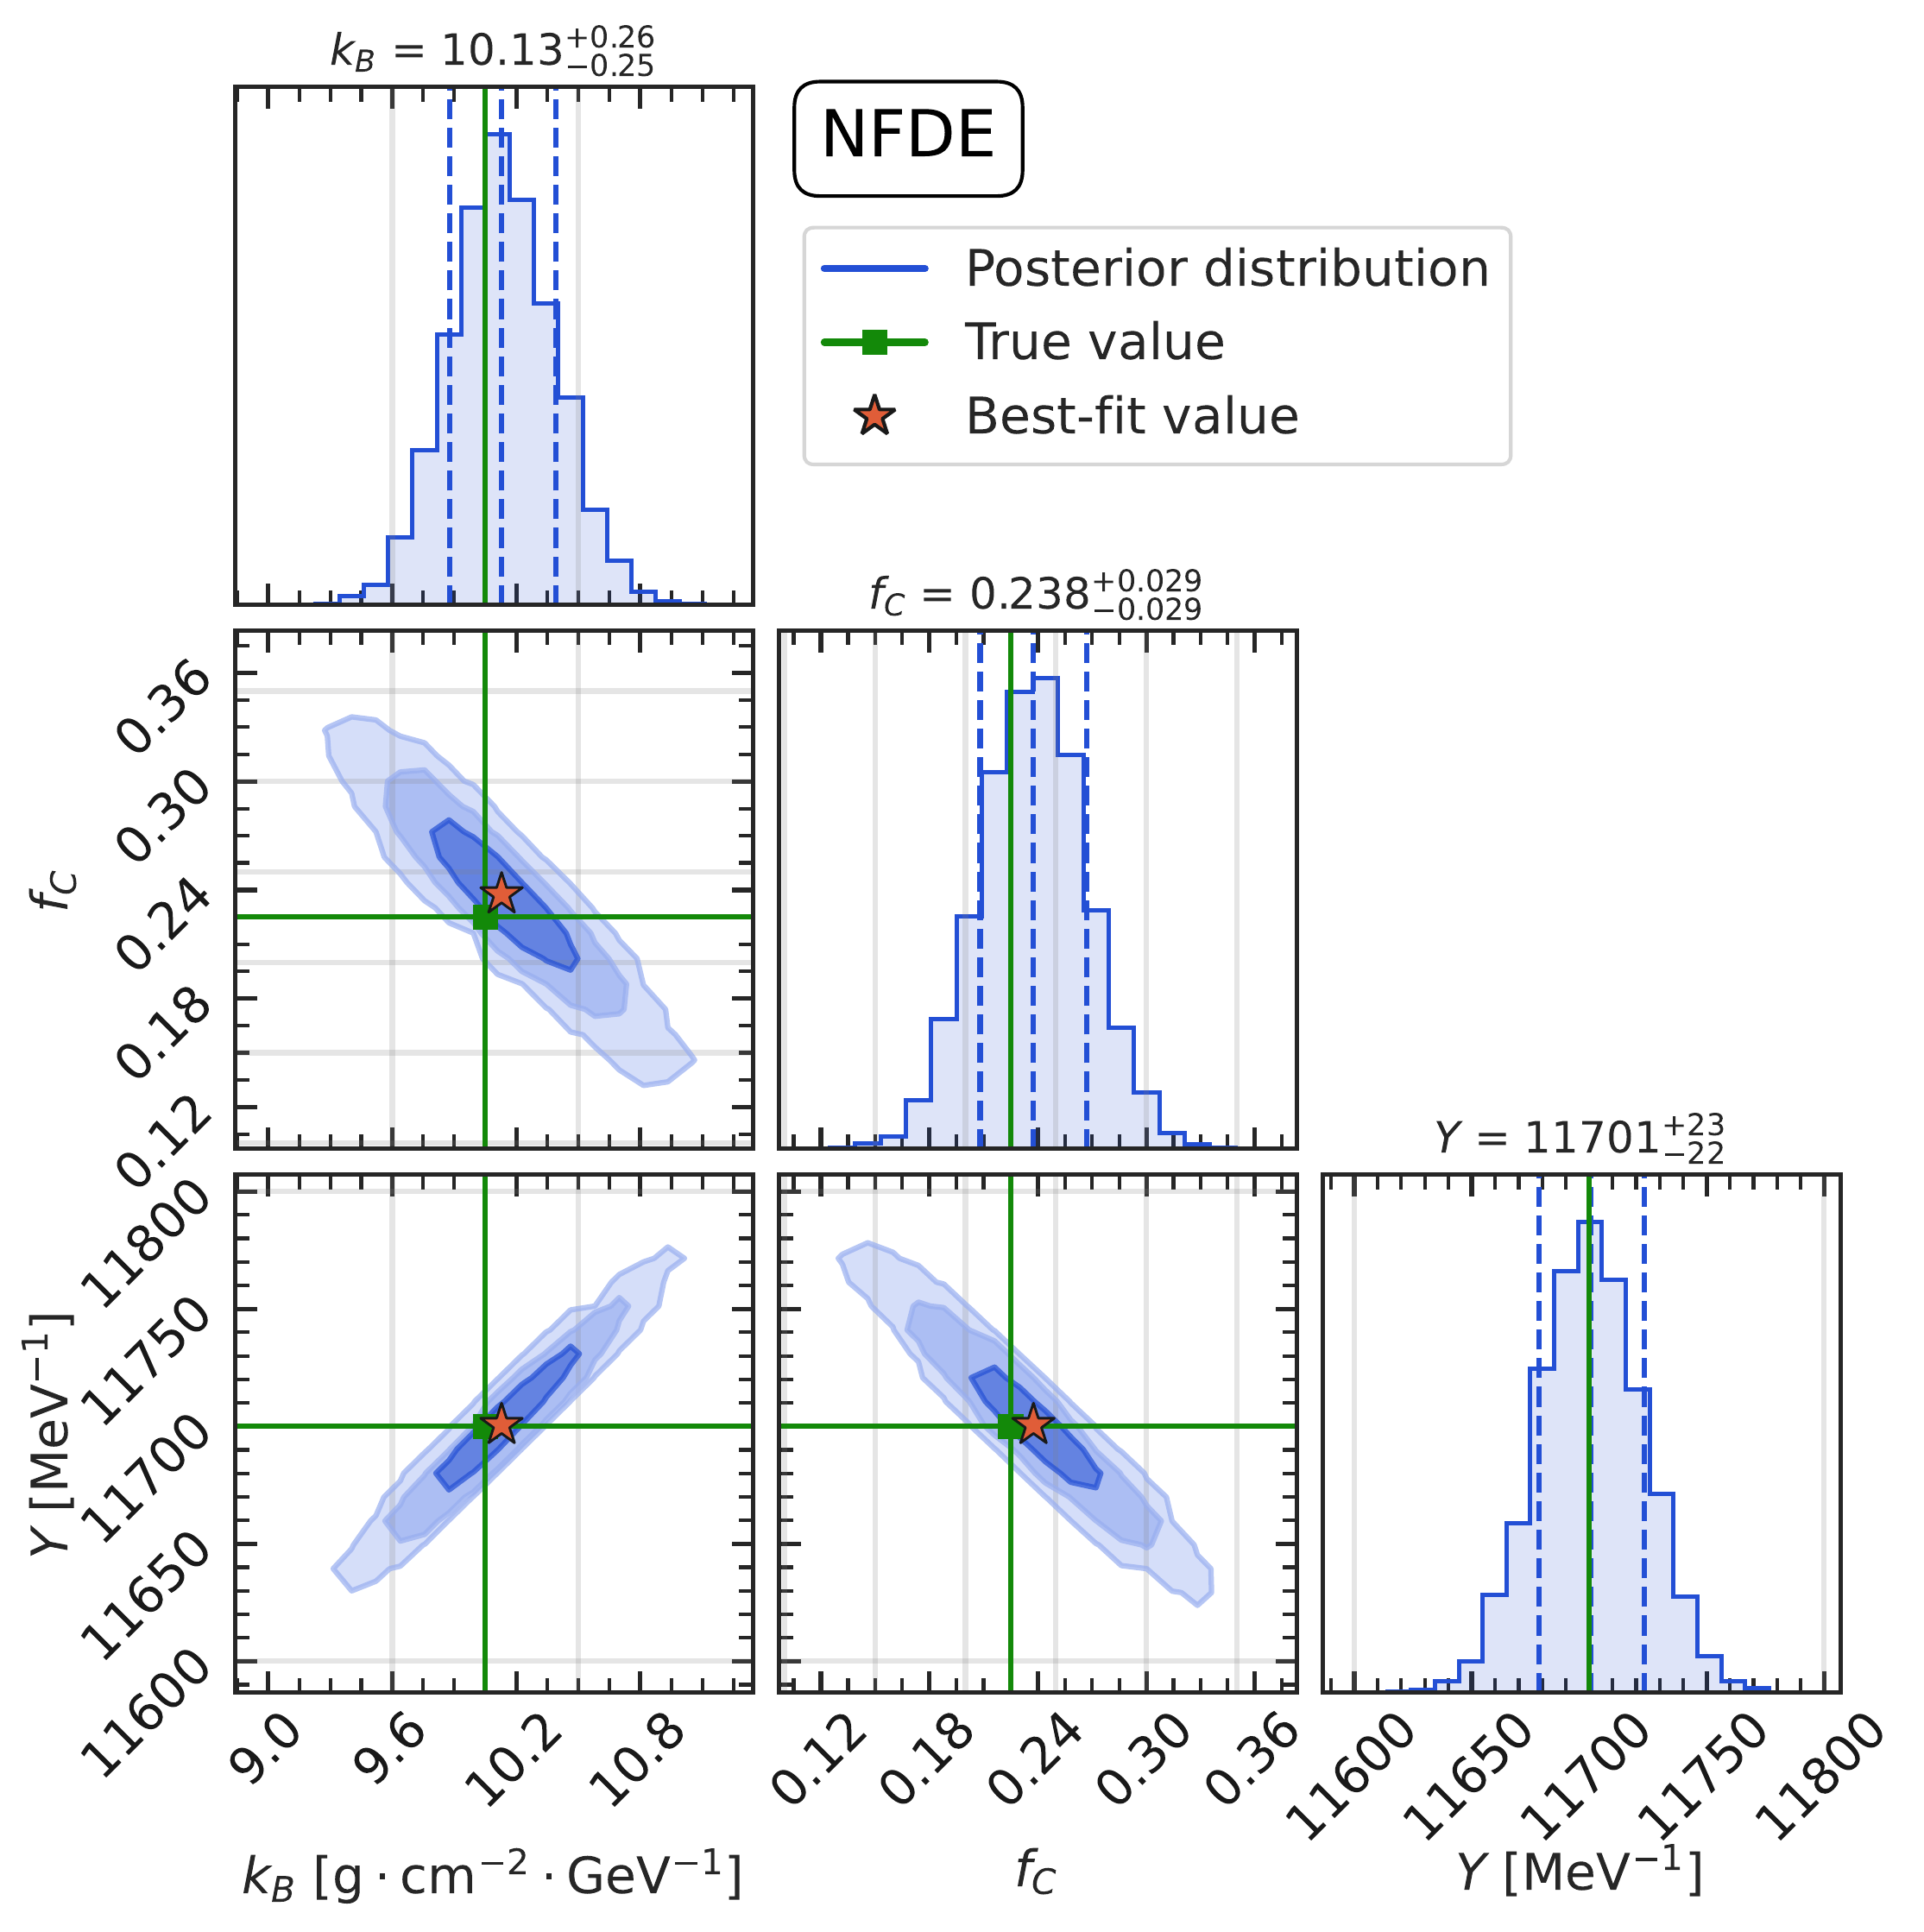 k_B = 10.13^{+0.26}_{−0.25}
NFDE
Posterior distribution
True value
Best-fit value
f_C = 0.238^{+0.029}_{−0.029}
0.36
0.30
0.24
0.18
0.12
f_C
Y = 11701^{+23}_{−22}
11800
11750
11700
11650
11600
Y [MeV^{−1}]
9.0 9.6 10.2 10.8
0.12 0.18 0.24 0.30 0.36
11600 11650 11700 11750 11800
k_B [g · cm^{−2} · GeV^{−1}]
f_C
Y [MeV^{−1}]